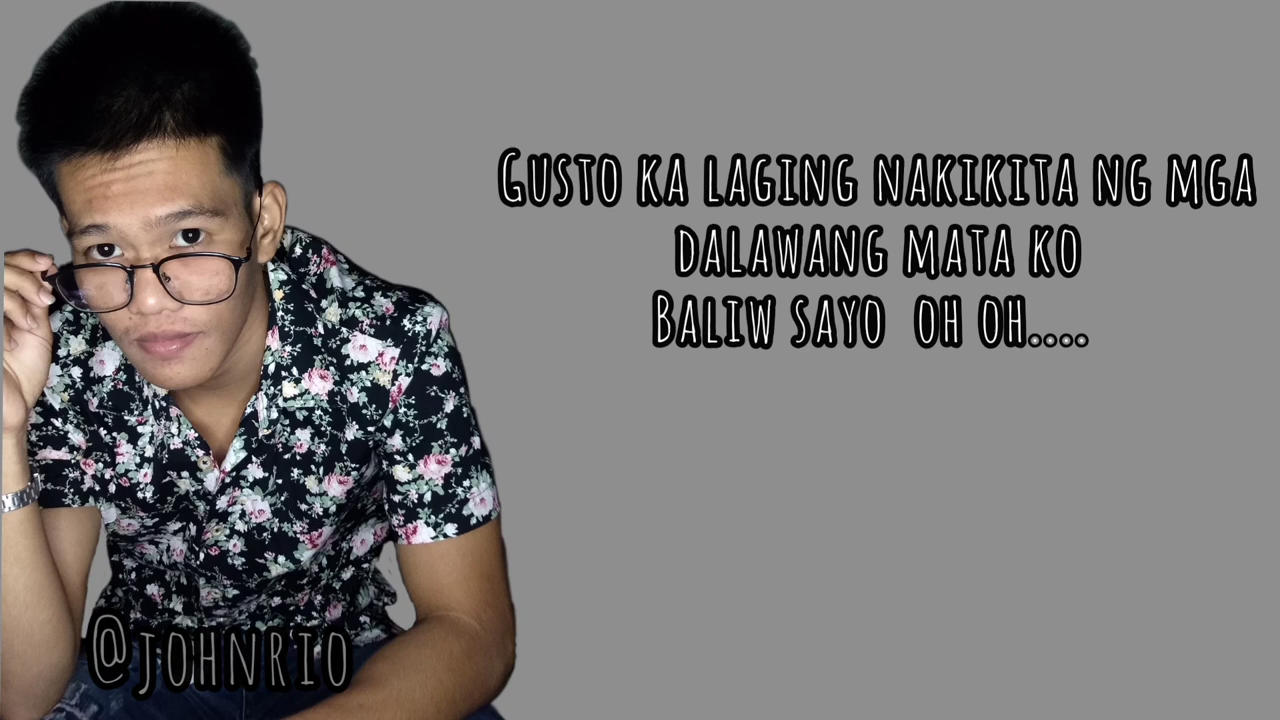 Gusto ka laging nakikita ng mga
dalawang mata ko
Baliw sayo oh oh....
@johnrio